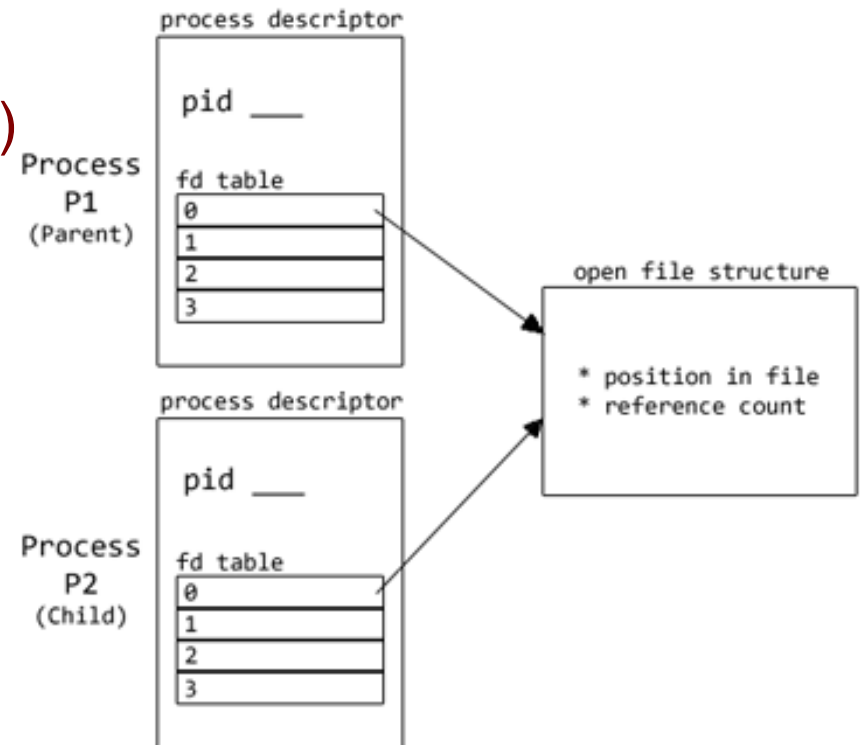 process descriptor
)
pid ___
Process
P1
(Parent)
fd table
0
1
2
3
open file structure
* position in file
* reference count
process descriptor
pid ___
Process
P2
(Child)
fd table
0
1
2
3